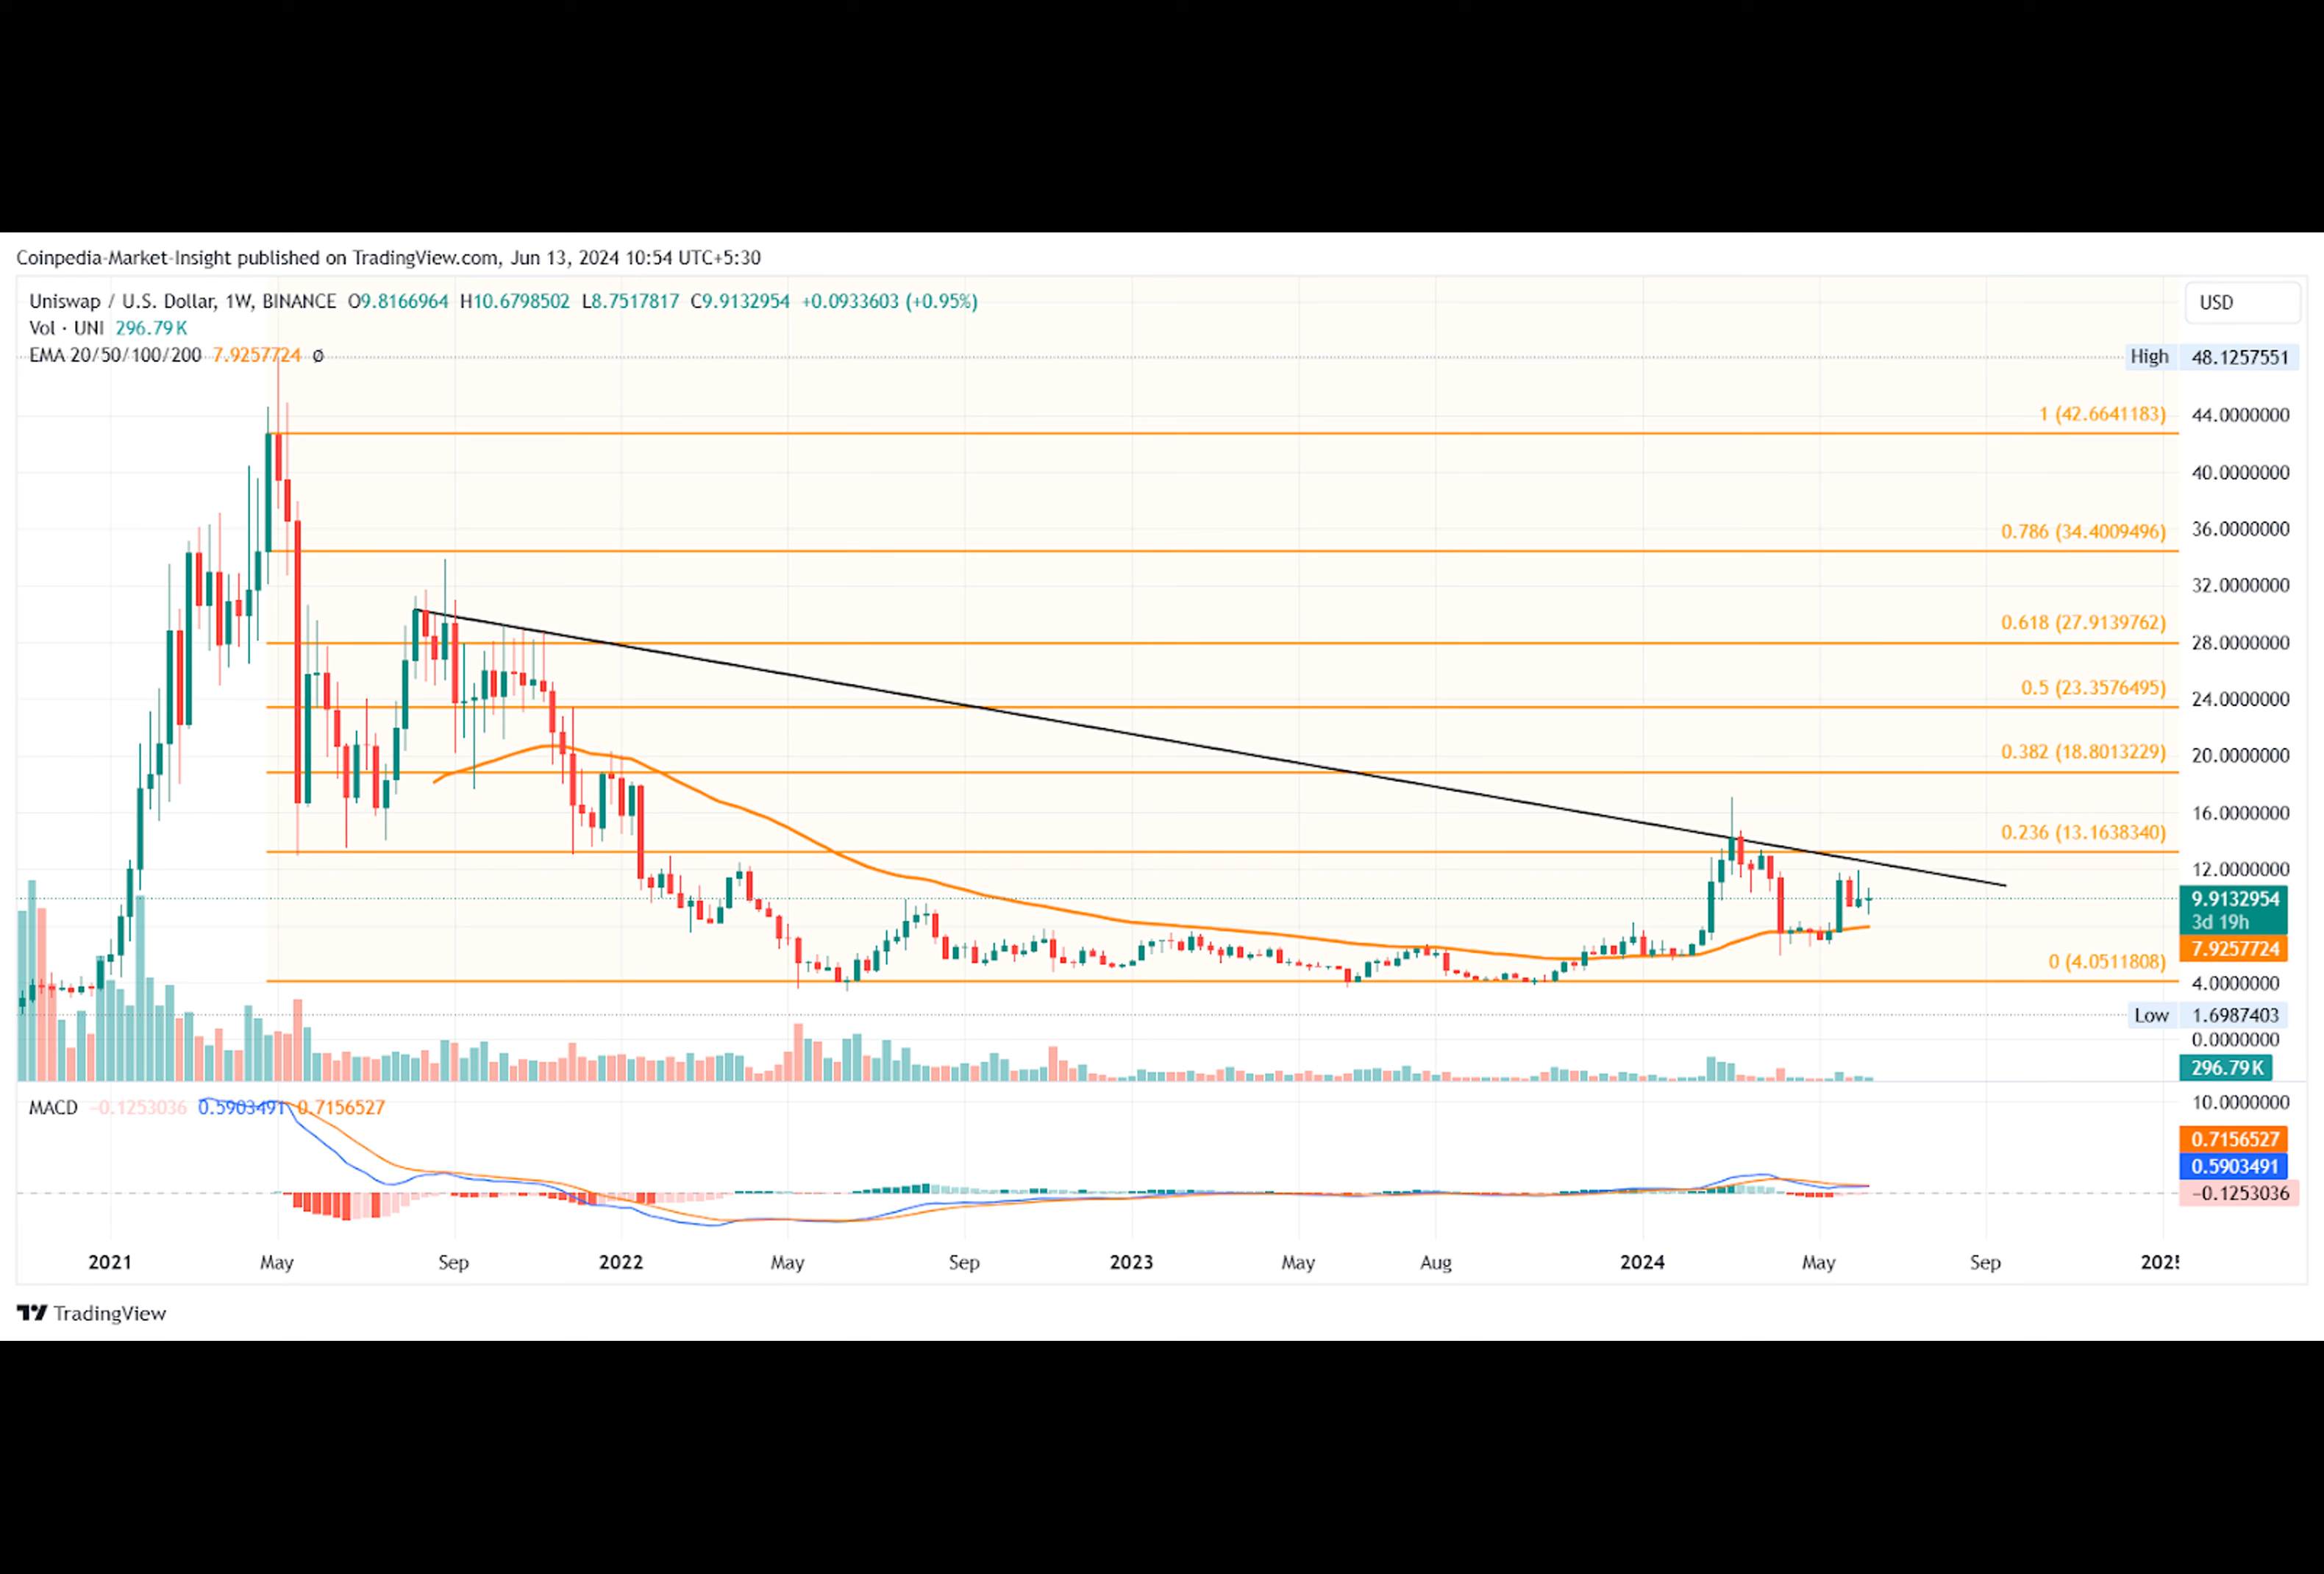 Coinpedia-Market-Insight published on TradingView.com, Jun 13, 2024 10:54 UTC+5:30
Uniswap / U.S. Dollar, 1W, BINANCE O9.8166964 H10.6798502 L8.7517817 C9.9132954 +0.0933603 (+0.95%)
USD
Vol · UNI 296.79 K
EMA 20/50/100/200 7.9257724 ø
High 48.1257551
1 (42.6641183)
44.0000000
40.0000000
0.786 (34.4009496)
36.0000000
32.0000000
0.618 (27.9139762)
28.0000000
0.5 (23.3576495)
24.0000000
0.382 (18.8013229)
20.0000000
16.0000000
0.236 (13.1638340)
12.0000000
9.9132954
3d 19h
7.9257724
0 (4.0511808)
4.0000000
Low 1.6987403
0.0000000
296.79 K
MACD −0.1253036 0.5903491 0.7156527
10.0000000
0.7156527
0.5903491
−0.1253036
2021 May Sep 2022 May Sep 2023 May Aug 2024 May Sep 2025
TradingView